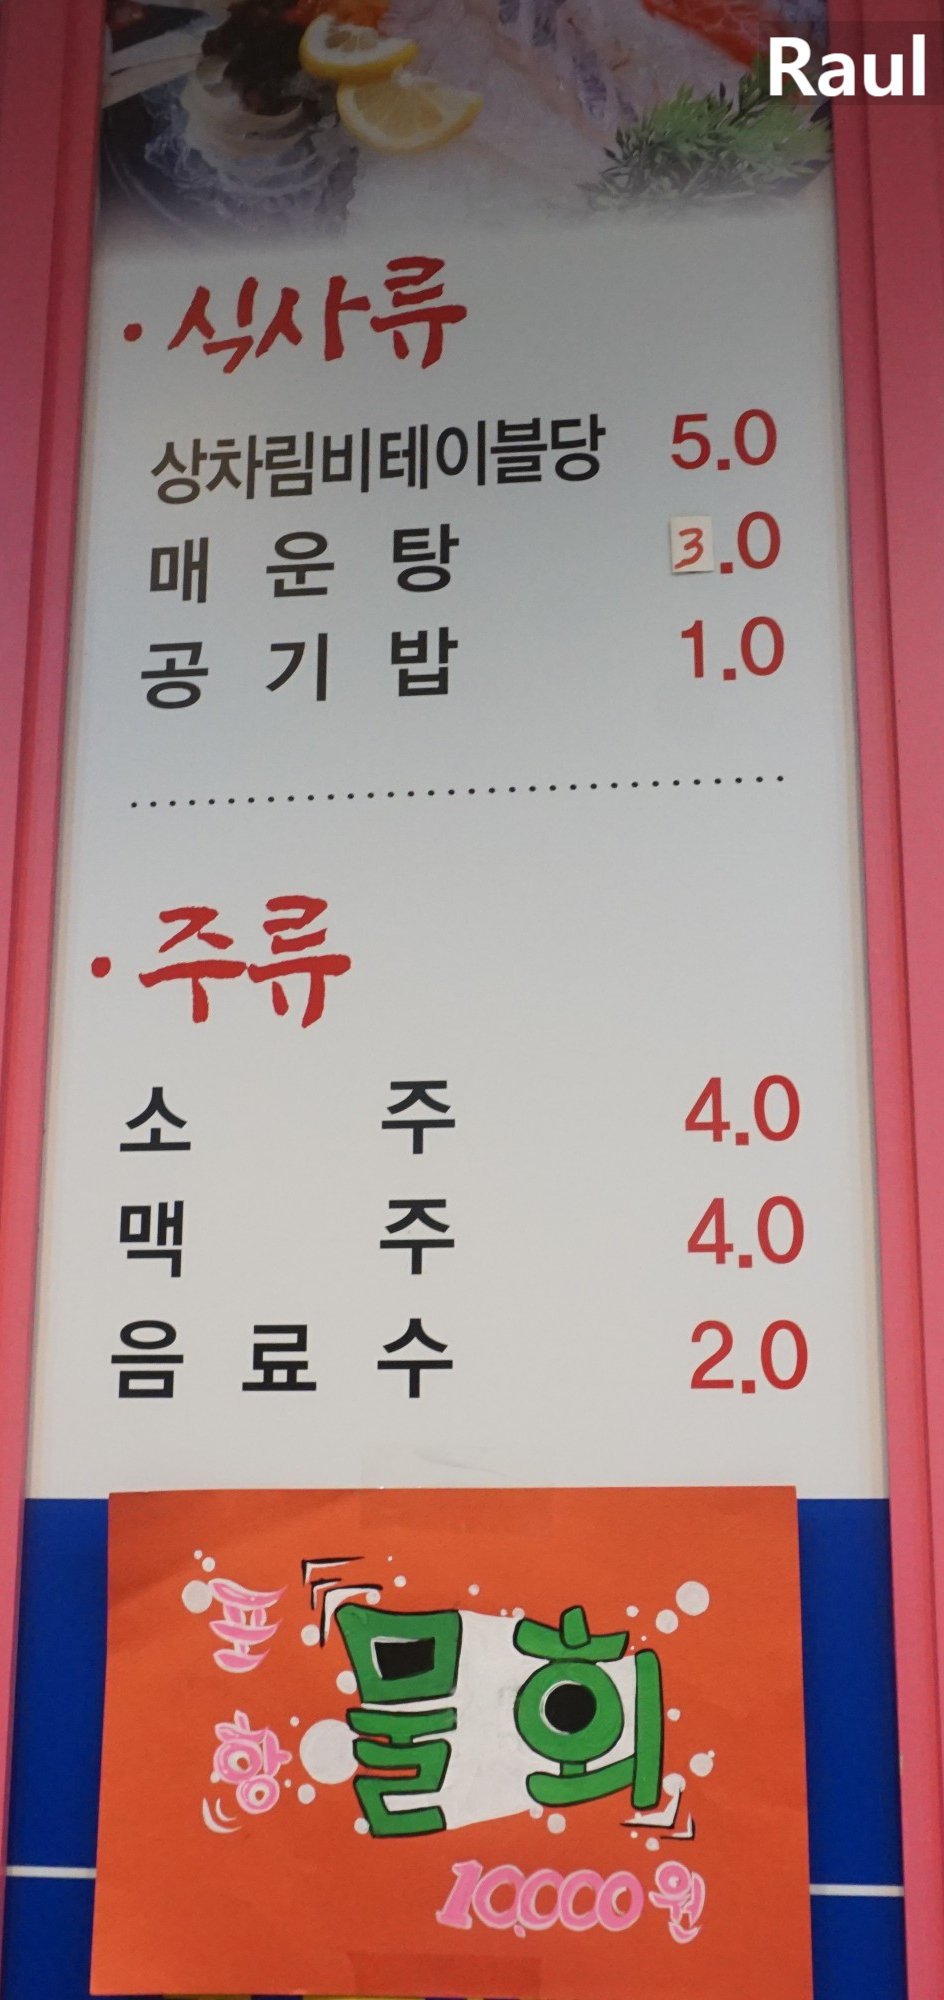 Raul
·식사류
상차림비테이블당 5.0
매운탕 3.0
공기밥 1.0
·주류
소주 4.0
맥주 4.0
음료수 2.0
포항 물회
10,000원